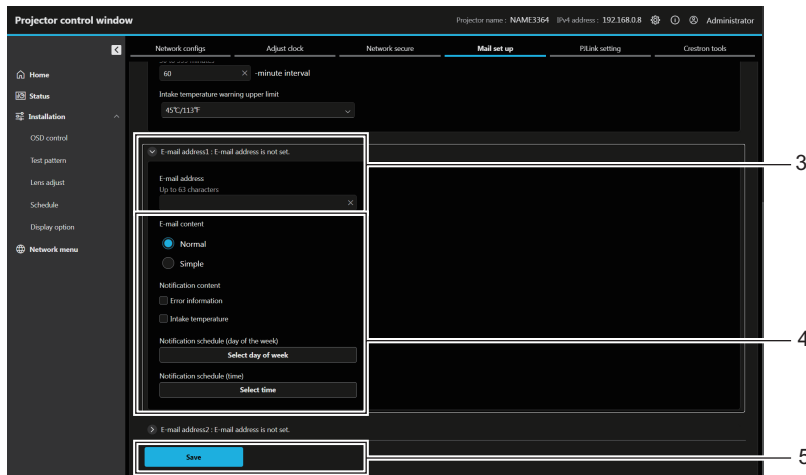 Projector control window
Projector name : NAME3364 IPv4 address : 192.168.0.8 Administrator
Network configs Adjust clock Network secure Mail set up PJLink setting Crestron tools
Home
Status
Installation
OSD control
Test pattern
Lens adjust
Schedule
Display option
Network menu
60 -minute interval
Intake temperature warning upper limit
45℃/113℉
E-mail address1 : E-mail address is not set.
3
E-mail address
Up to 63 characters
E-mail content
Normal
Simple
Notification content
Error information
Intake temperature
4
Notification schedule (day of the week)
Select day of week
Notification schedule (time)
Select time
E-mail address2 : E-mail address is not set.
Save
5